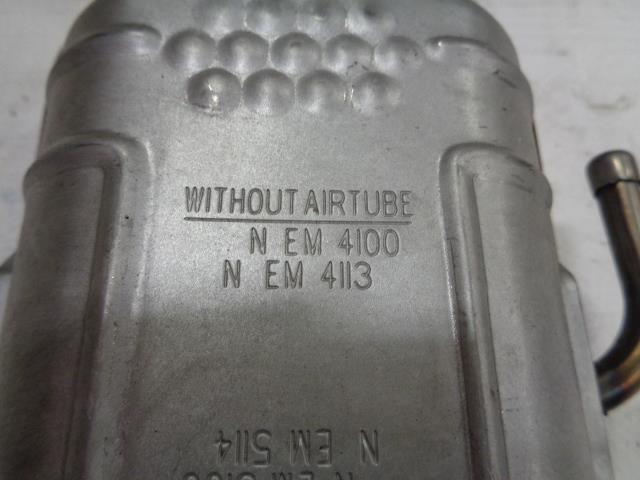 WITHOUT AIRTUBE
N EM 4100
N EM 4113
N EM 5114